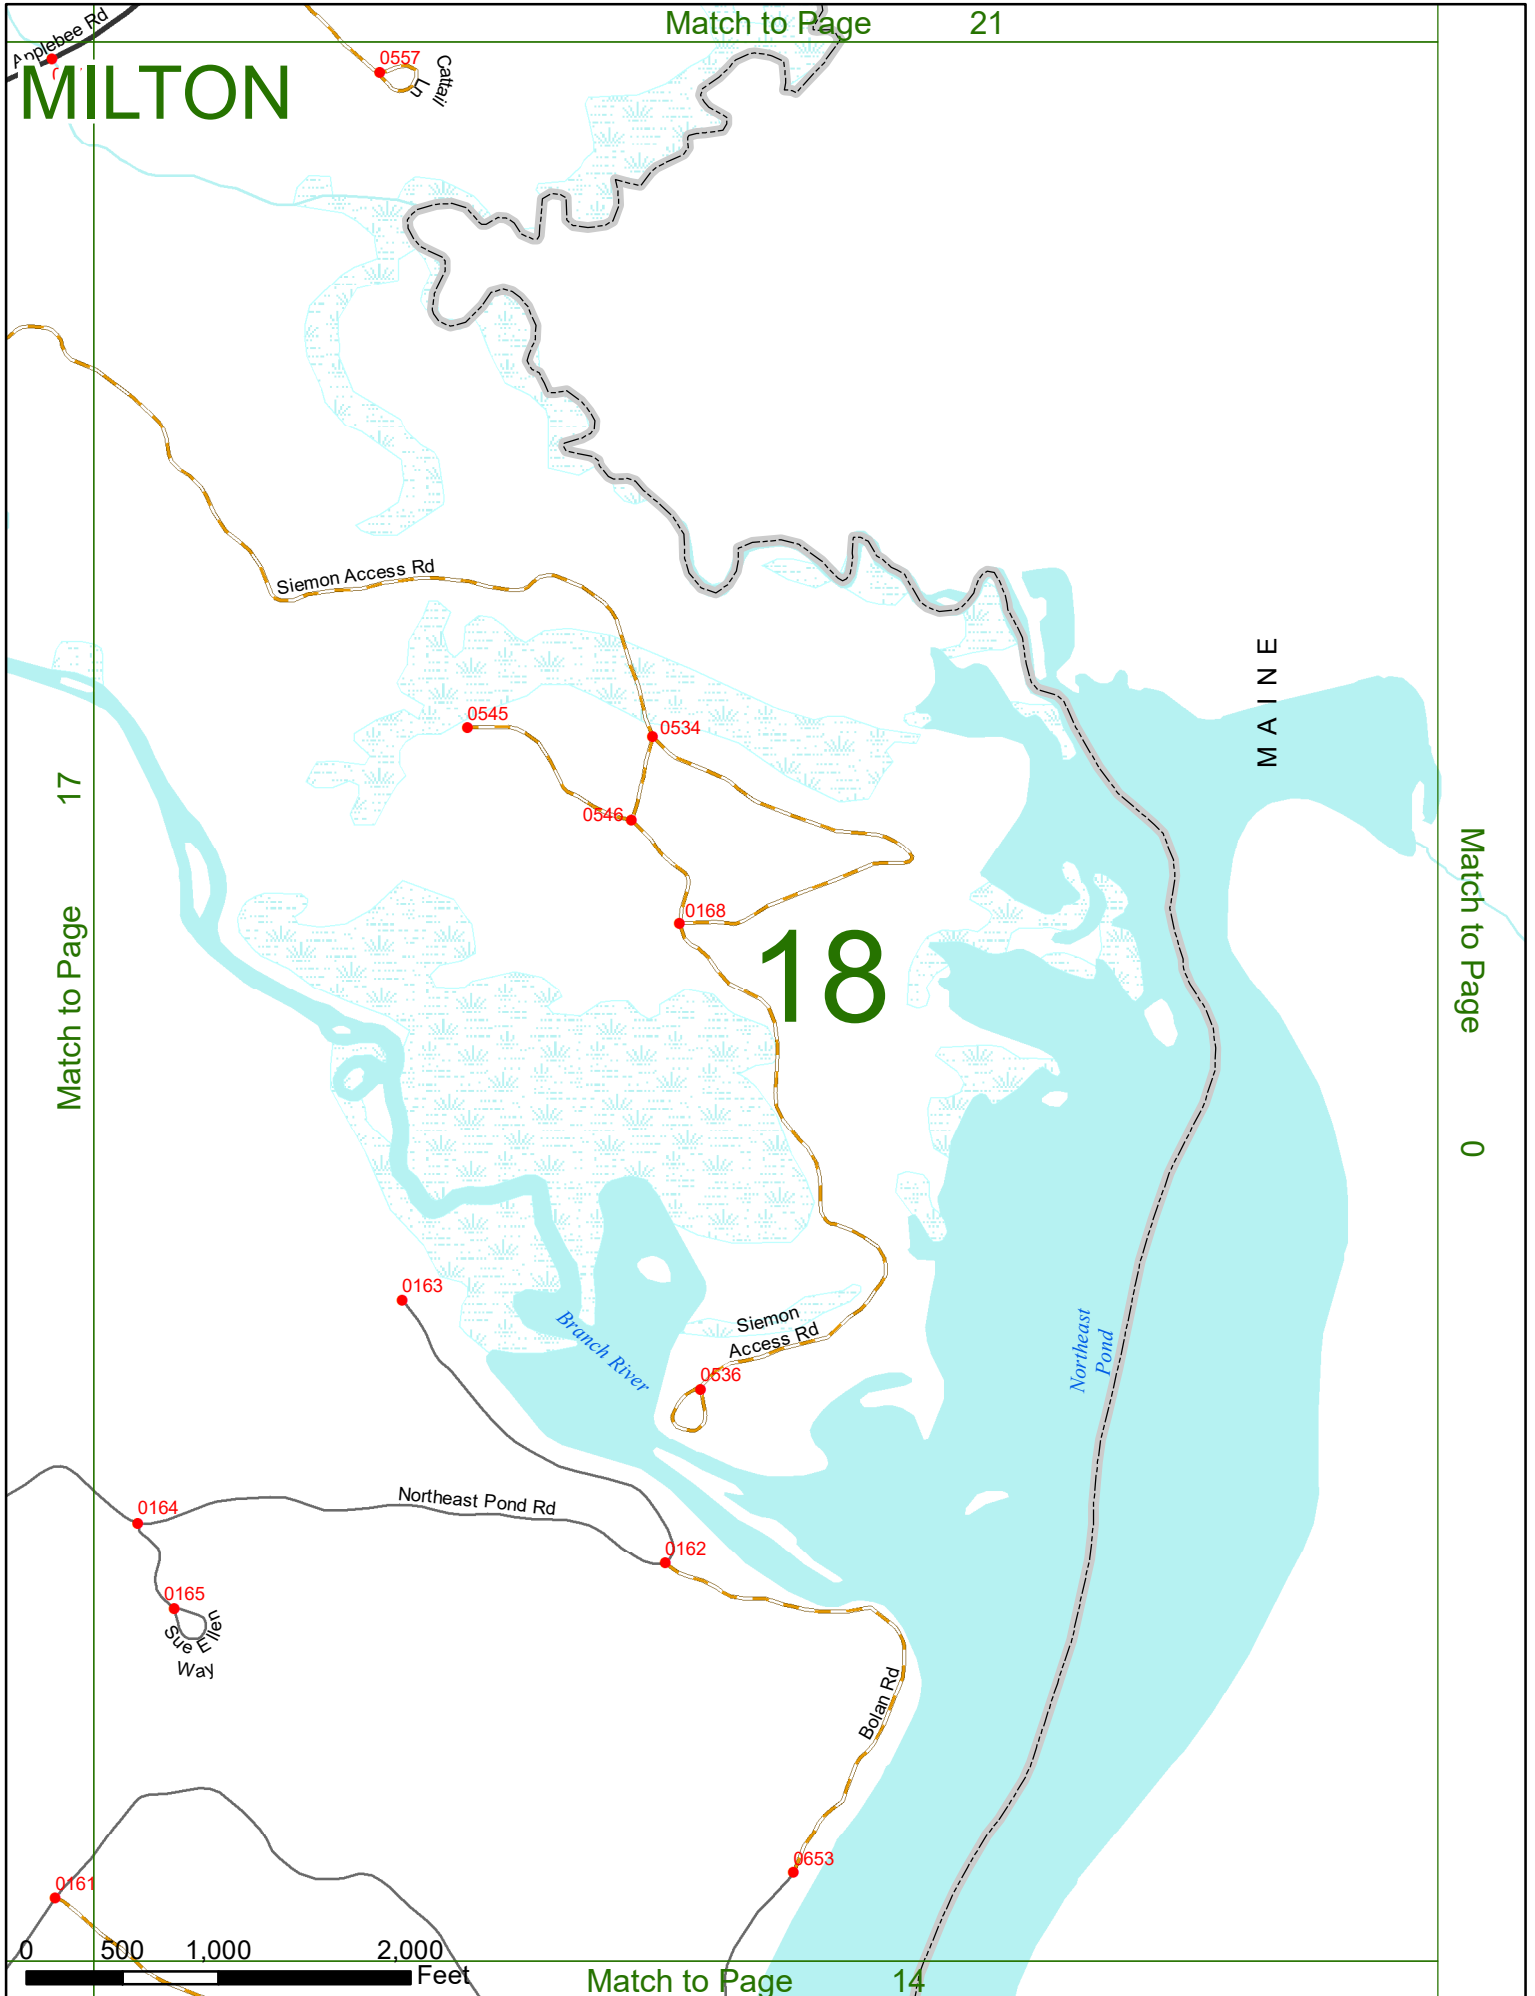 Match to Page 21
Applebee Rd
MILTON
0557
Cattail
Ln
Siemon Access Rd
MAINE
0545
0534
17
Match to Page
0546
Match to Page
0
0168
18
0163
Branch River
Siemon
Access Rd
Northeast
Pond
0536
Northeast Pond Rd
0164
0162
0165
Sue Ellen
Way
Bolan Rd
0653
0161
0 500 1,000 2,000
Feet
Match to Page 14